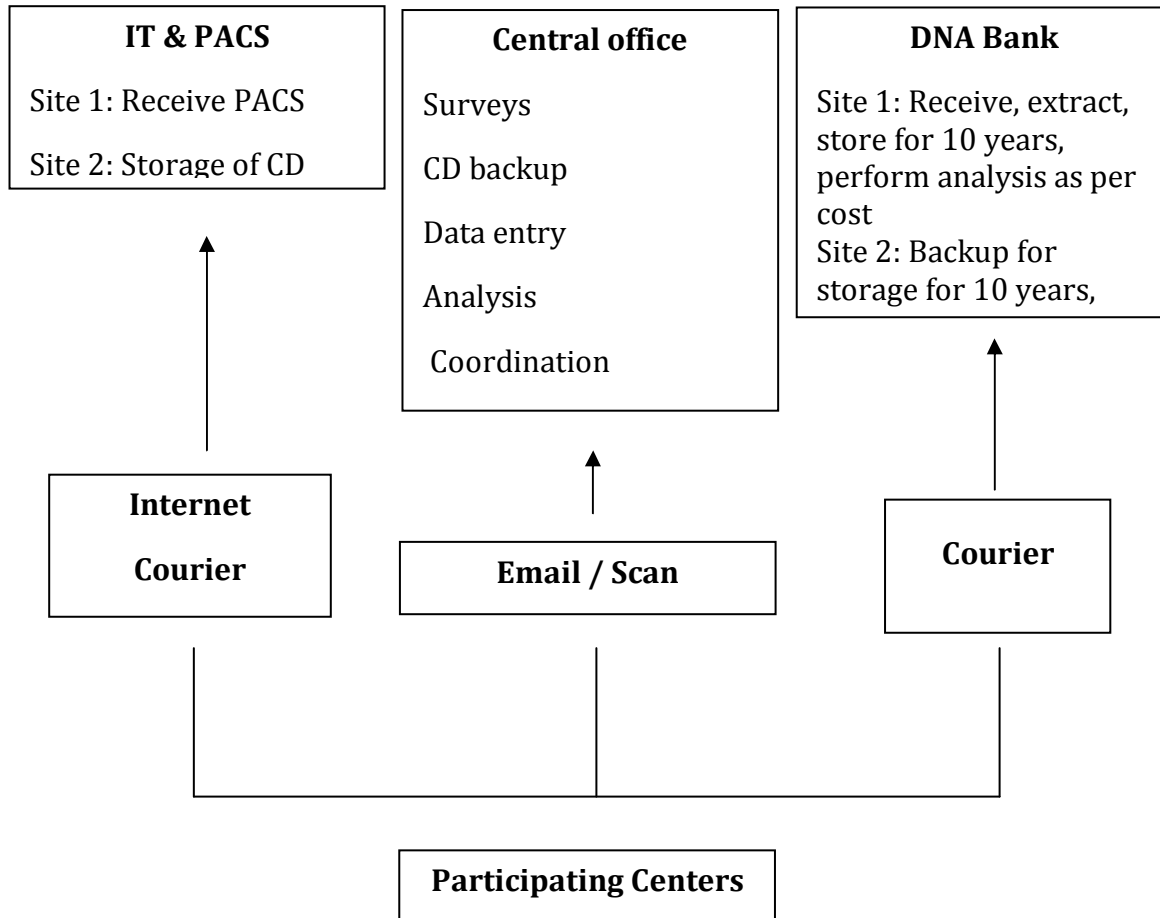 IT & PACS
Site 1: Receive PACS
Site 2: Storage of CD
Central office
Surveys
CD backup
Data entry
Analysis
Coordination
DNA Bank
Site 1: Receive, extract,
store for 10 years,
perform analysis as per
cost
Site 2: Backup for
storage for 10 years,
Internet
Courier
Email / Scan
Courier
Participating Centers